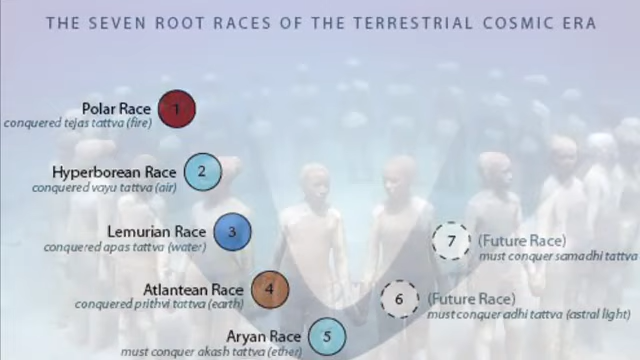 THE SEVEN ROOT RACES OF THE TERRESTRIAL COSMIC ERA
Polar Race
1
conquered tejas tattva (fire)
Hyperborean Race
2
conquered vayu tattva (air)
Lemurian Race
3
conquered apas tattva (water)
7
(Future Race)
must conquer samadhi tattva
Atlantean Race
4
conquered prithvi tattva (earth)
6
(Future Race)
must conquer adhi tattva (astral light)
Aryan Race
5
must conquer akash tattva (ether)